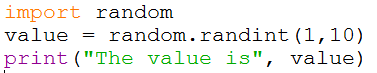 import random
value = random.randint(1,10)
print("The value is", value)